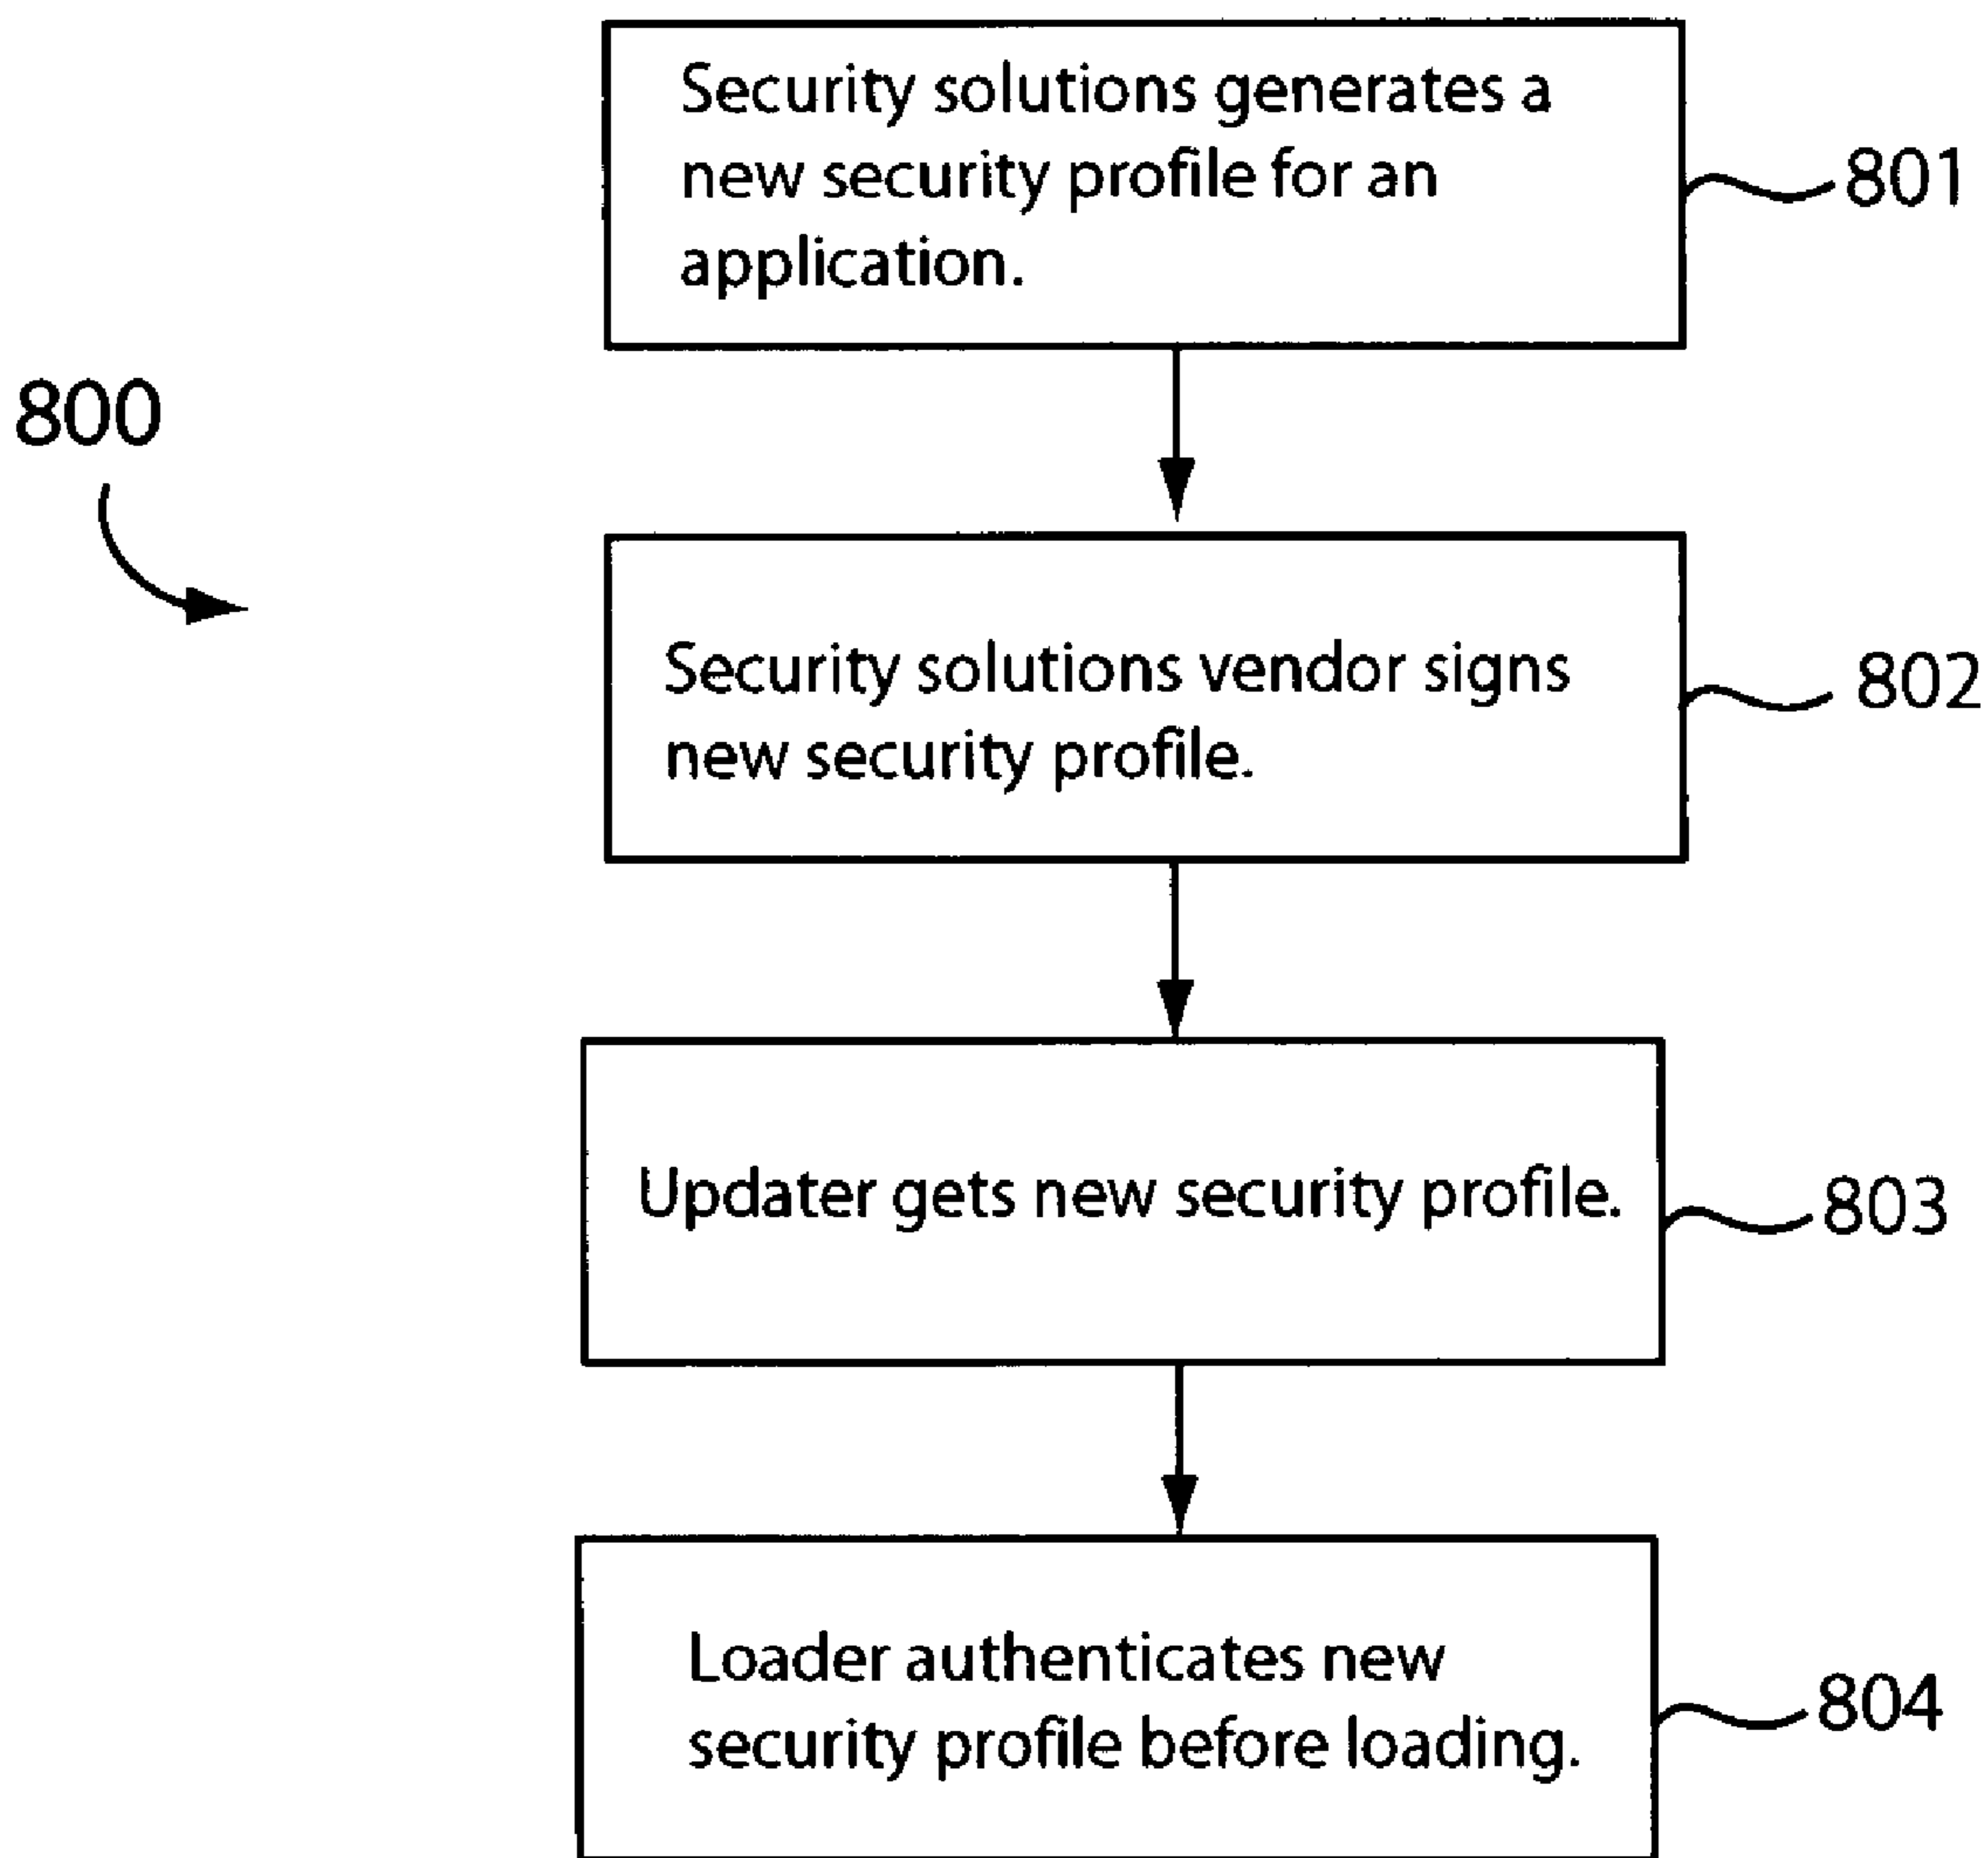 Security solutions generates a
new security profile for an
application.
801
800
Security solutions vendor signs
new security profile.
802
Updater gets new security profile.
803
Loader authenticates new
security profile before loading.
804